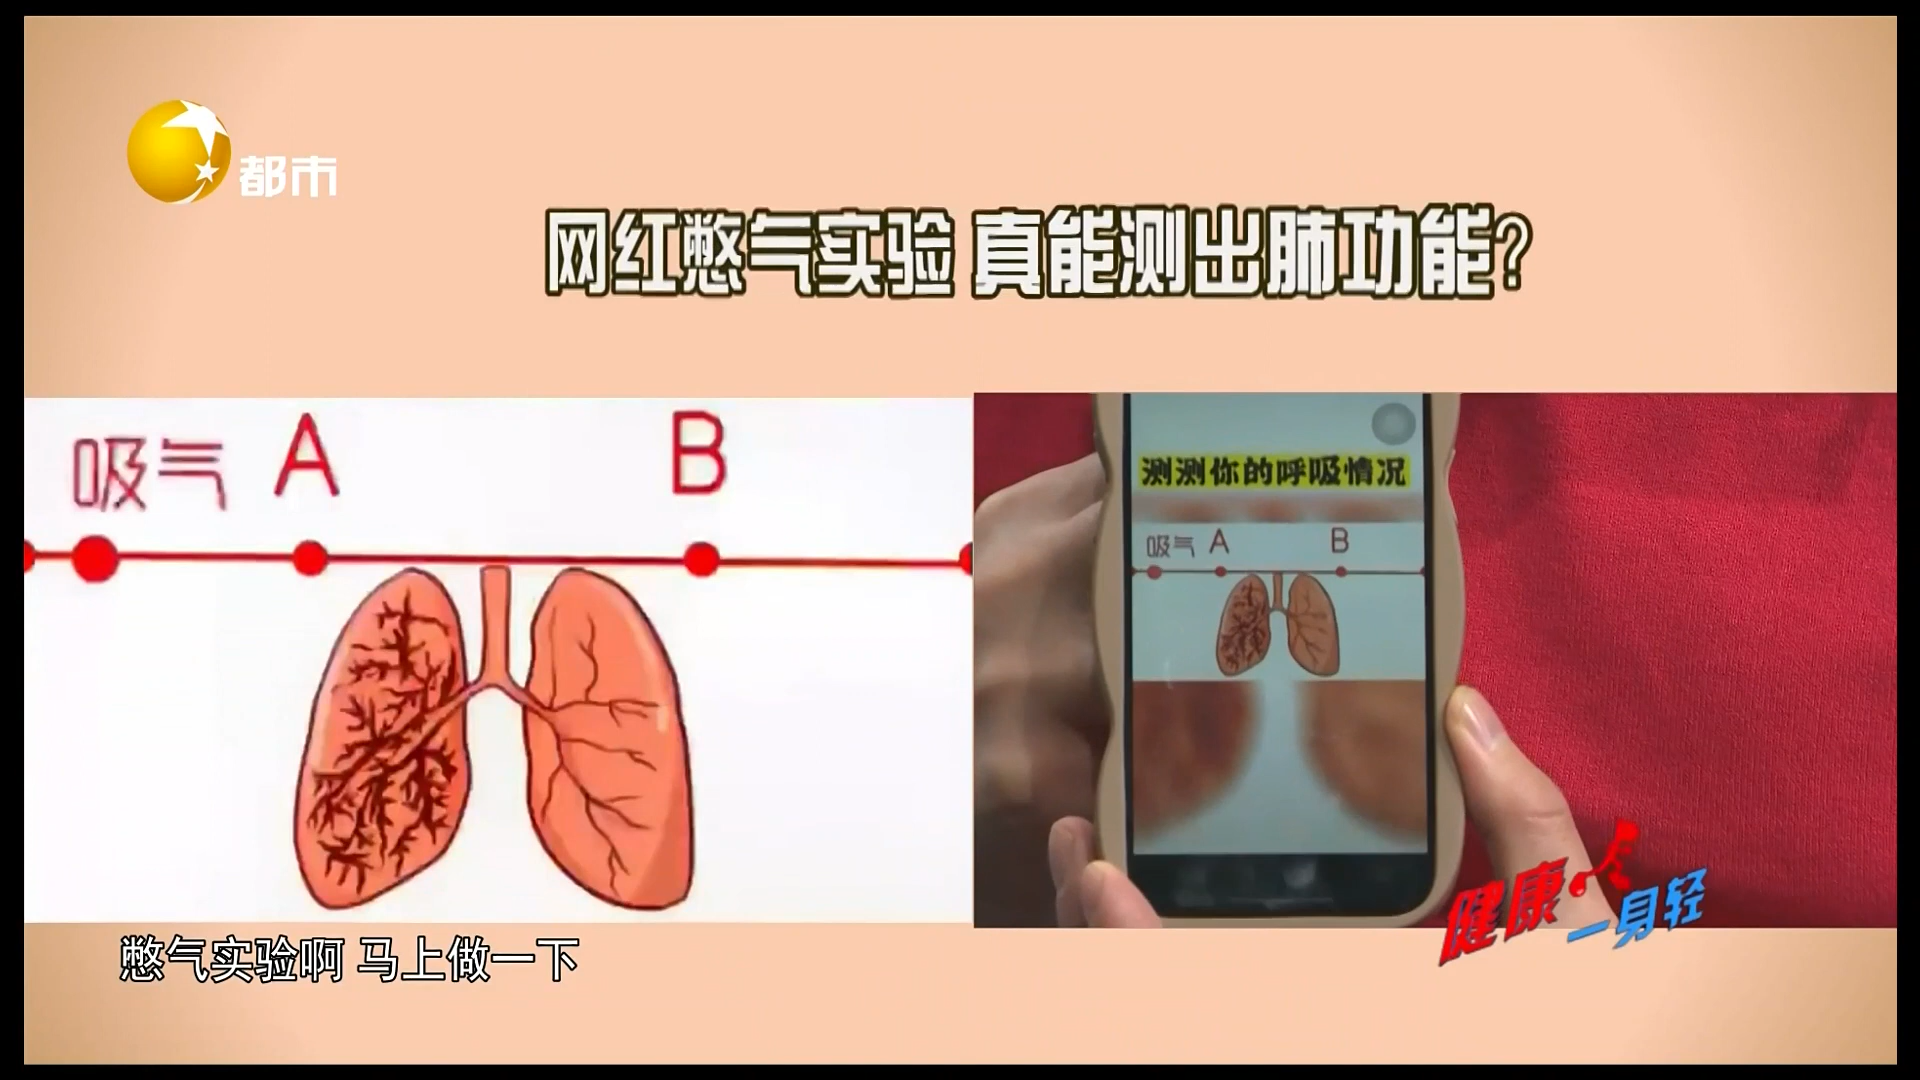 都市
网红憋气实验 真能测出肺功能?
吸气 A B
测测你的呼吸情况
吸气 A B
健康一身轻
憋气实验啊 马上做一下